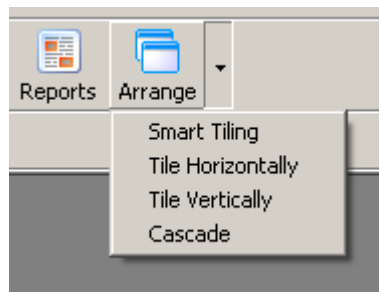 Reports Arrange
Smart Tiling
Tile Horizontally
Tile Vertically
Cascade